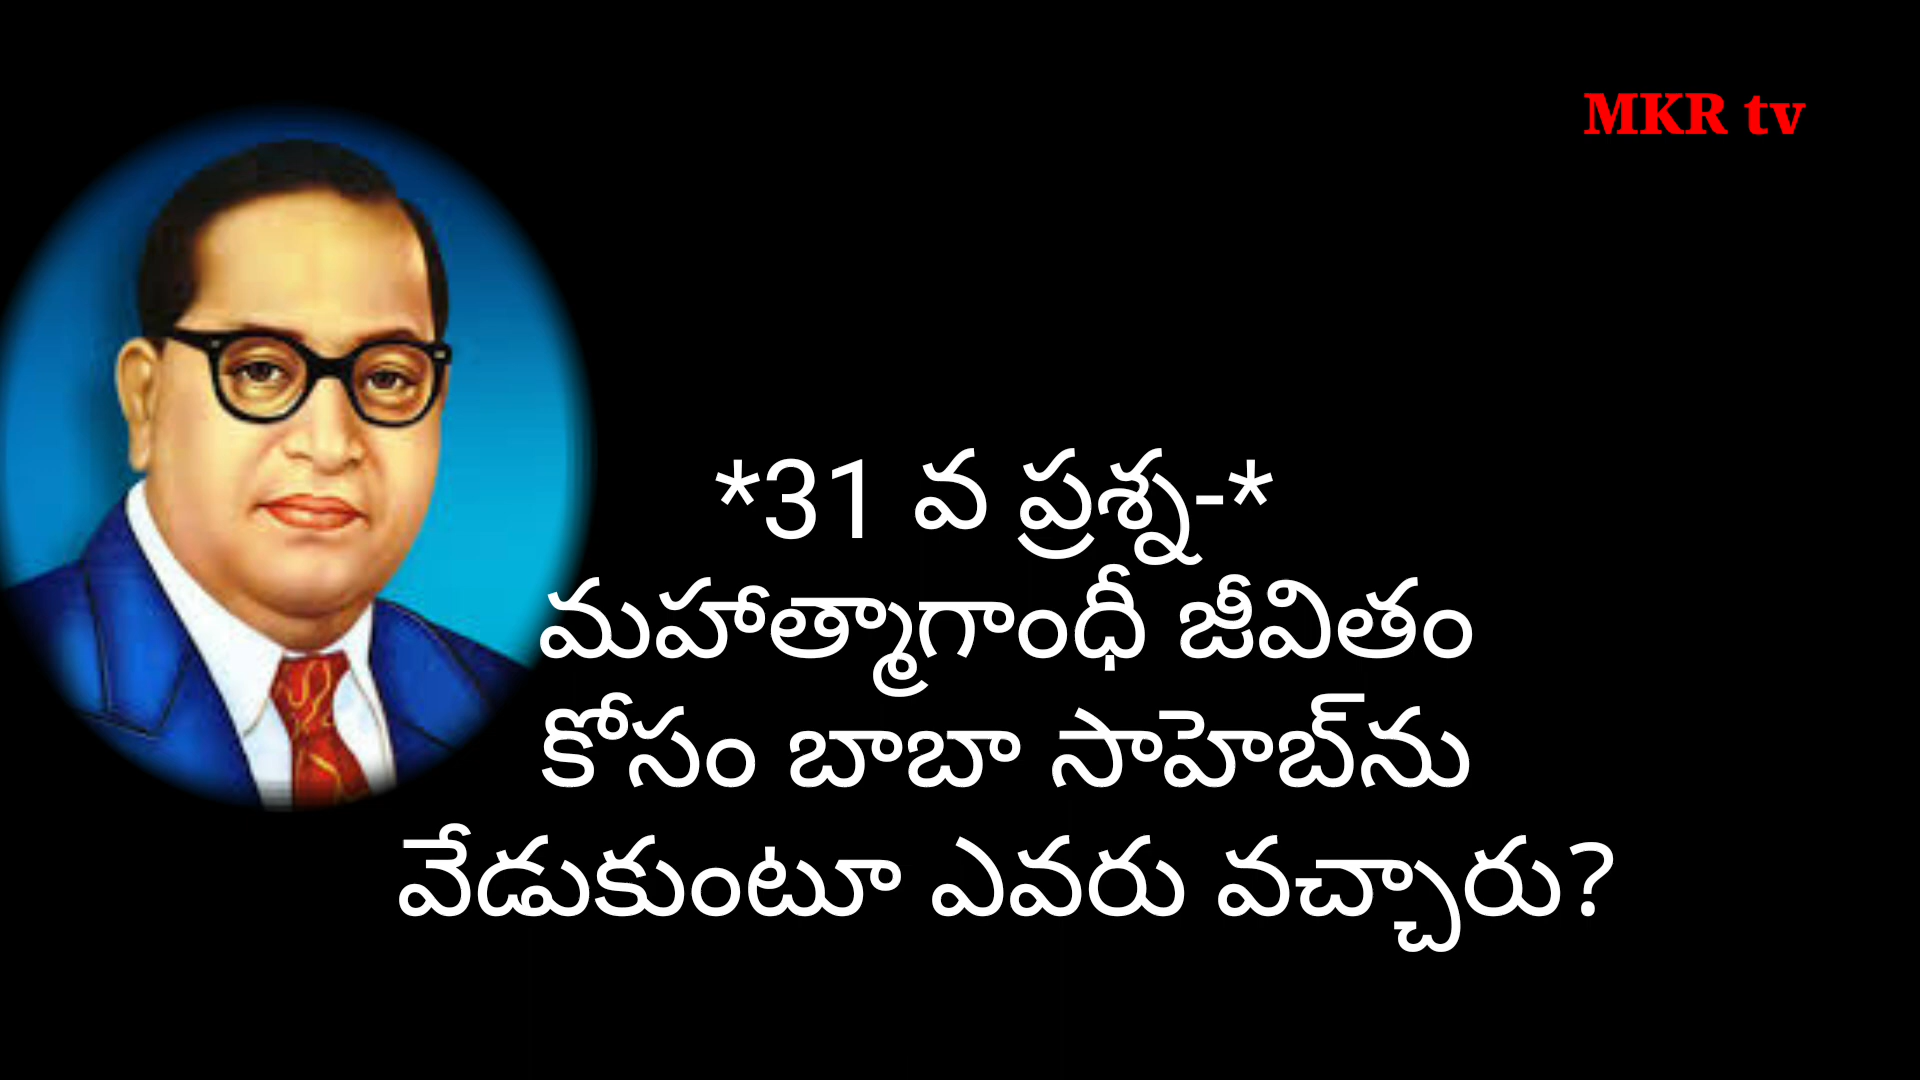 MKR tv
*31 వ ప్రశ్న-*
మహాత్మాగాంధీ జీవితం
కోసం బాబా సాహెబ్‌ను
వేడుకుంటూ ఎవరు వచ్చారు?